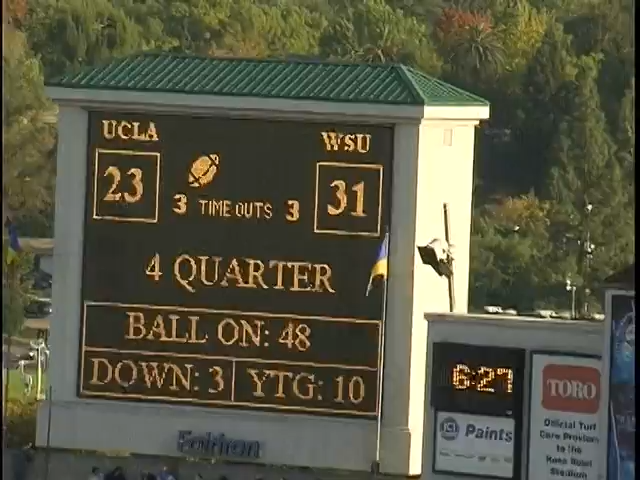 UCLA WSU
23 31
3 TIME OUTS 3
4 QUARTER
BALL ON: 48
DOWN: 3 YTG: 10
6:27
TORO
Official Turf
Care Provider
to the
Rose Bowl
Stadium
ICI Paints